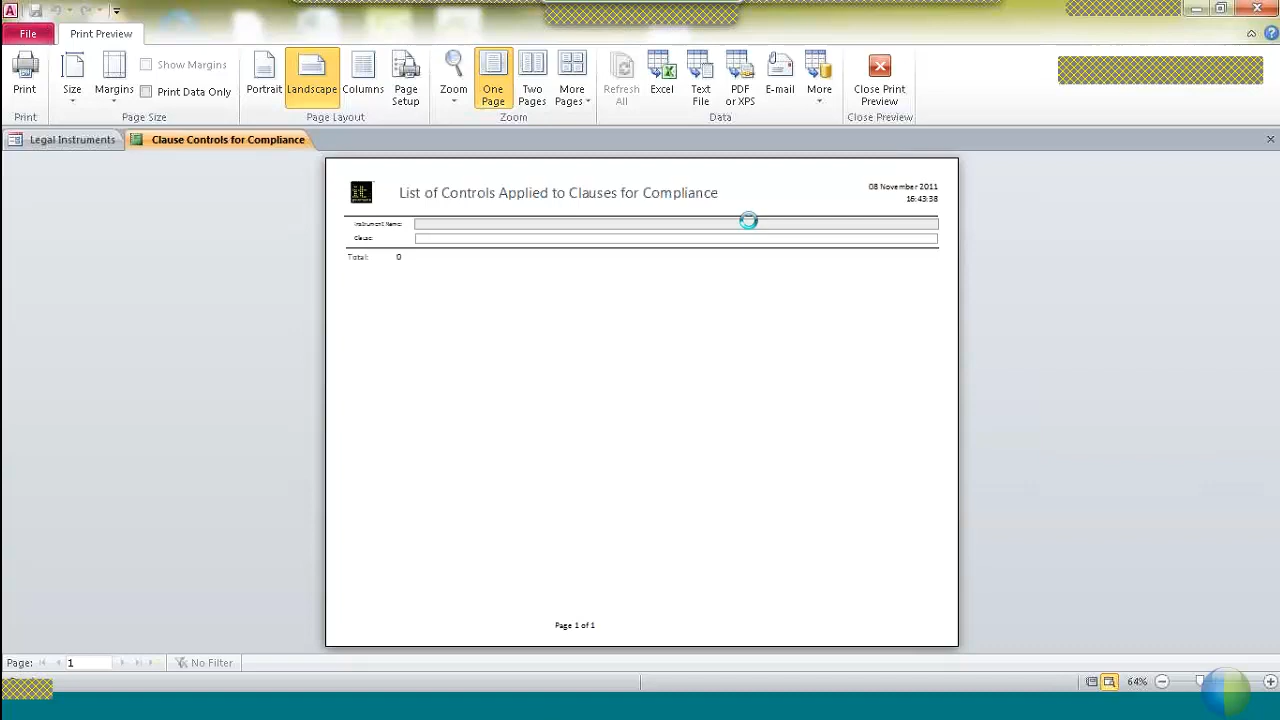 File
Print Preview
Print
Size
Margins
Show Margins
Print Data Only
Portrait
Landscape
Columns
Page Setup
Zoom
One Page
Two Pages
More Pages
Refresh All
Excel
Text File
PDF or XPS
E-mail
More
Close Print Preview
Print
Page Size
Page Layout
Zoom
Data
Close Preview
Legal Instruments
Clause Controls for Compliance
List of Controls Applied to Clauses for Compliance
08 November 2011
16:43:38
Instrument Name:
Clause:
Total: 0
Page 1 of 1
Page: 1
No Filter
64%